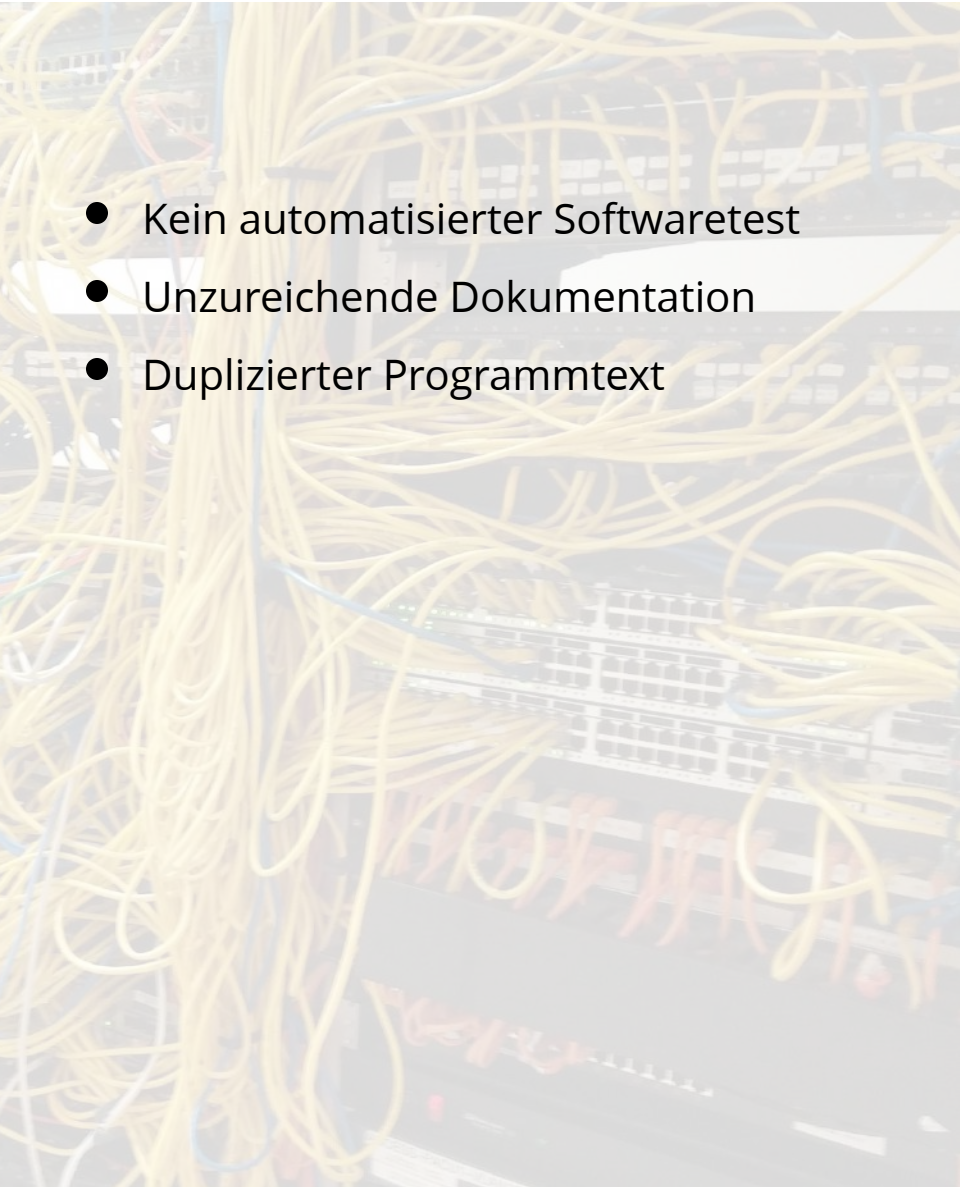 ● Kein automatisierter Softwaretest
● Unzureichende Dokumentation
● Duplizierter Programmtext